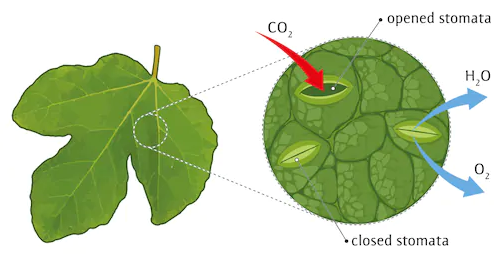 opened stomata
CO₂
H₂O
O₂
closed stomata